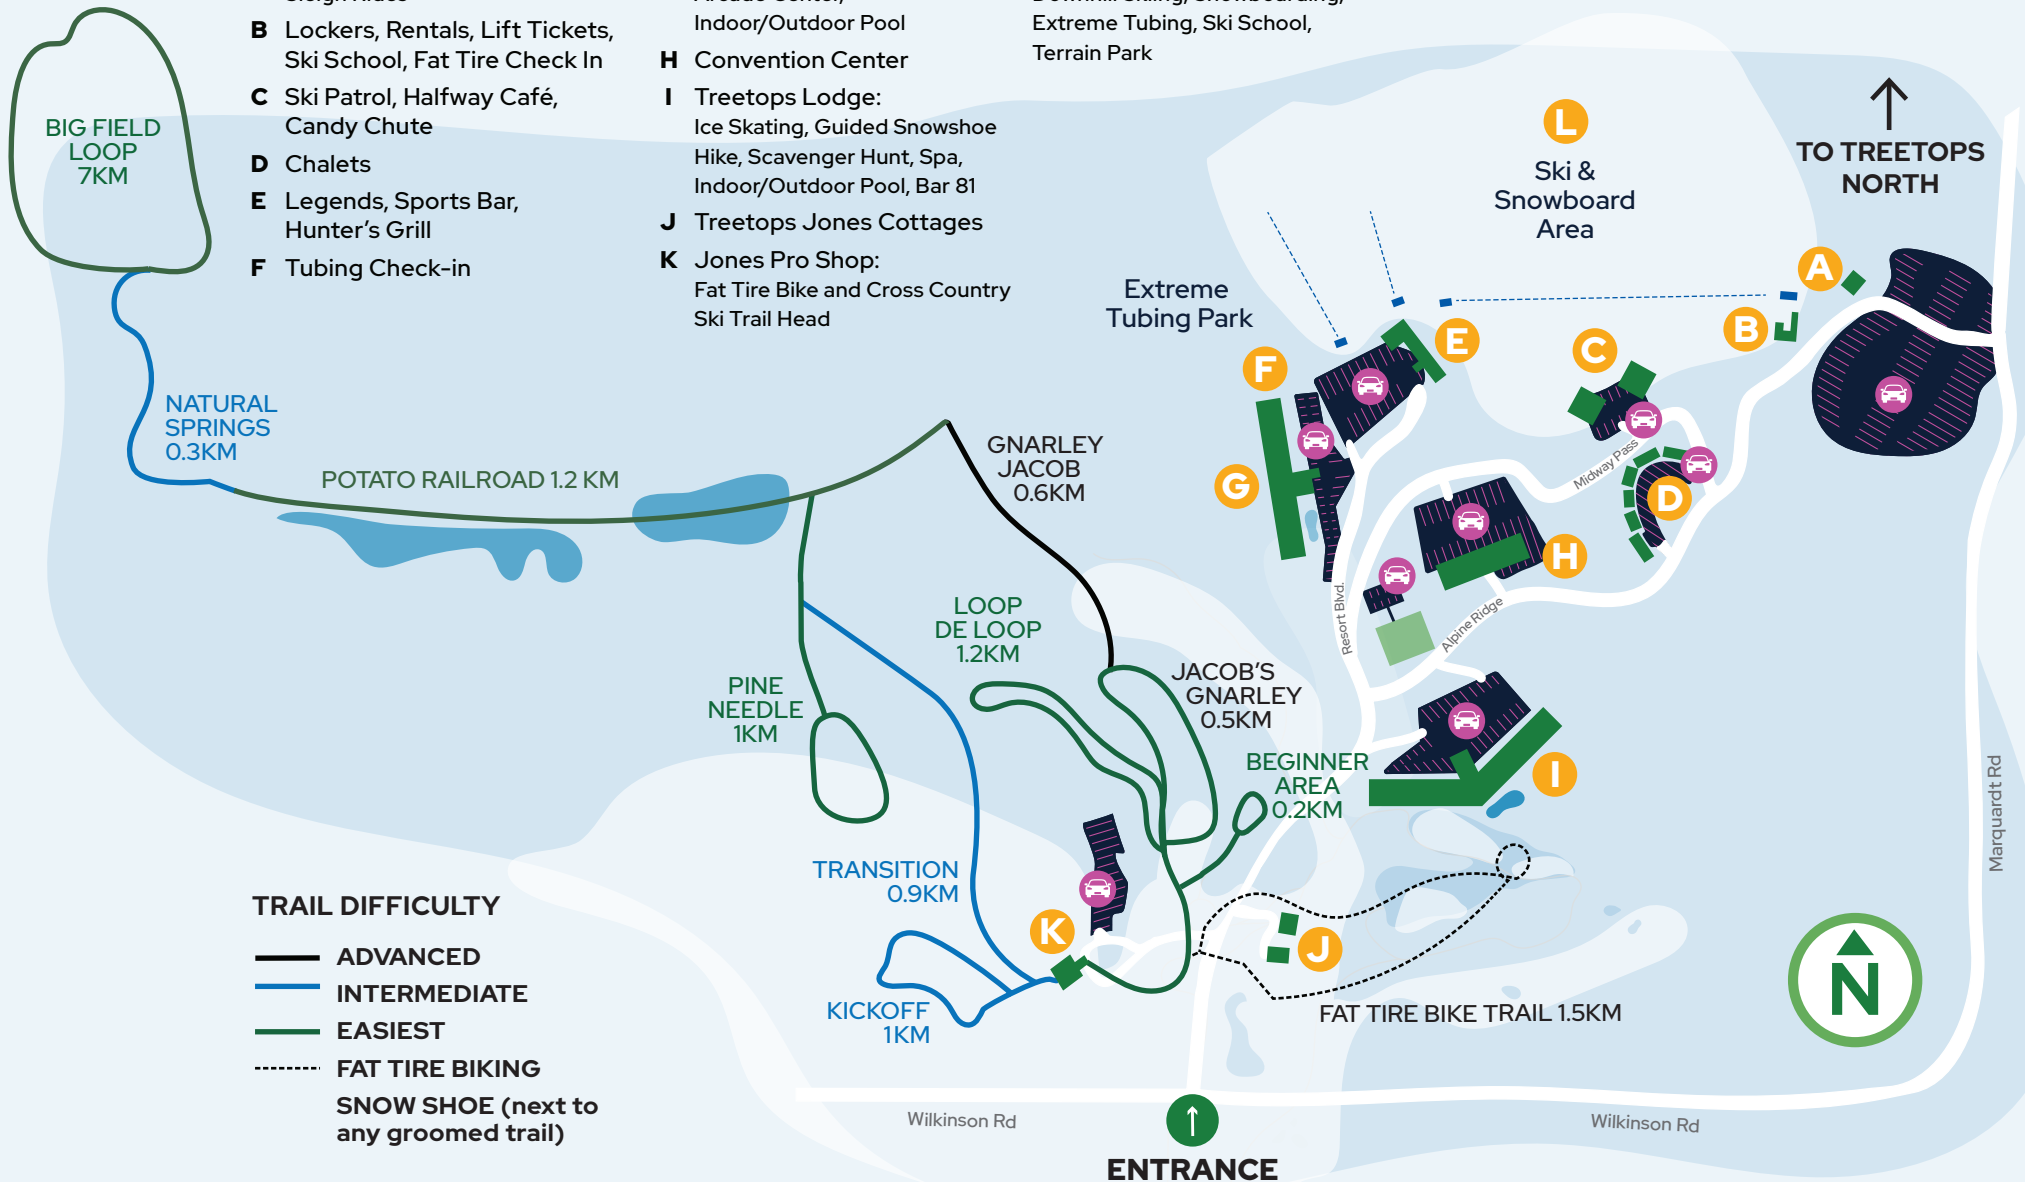 B Lockers, Rentals, Lift Tickets,
Ski School, Fat Tire Check In
C Ski Patrol, Halfway Café,
Candy Chute
D Chalets
E Legends, Sports Bar,
Hunter's Grill
F Tubing Check-in
Indoor/Outdoor Pool
H Convention Center
I Treetops Lodge:
Ice Skating, Guided Snowshoe
Hike, Scavenger Hunt, Spa,
Indoor/Outdoor Pool, Bar 81
J Treetops Jones Cottages
K Jones Pro Shop:
Fat Tire Bike and Cross Country
Ski Trail Head
Extreme Tubing, Ski School,
Terrain Park
BIG FIELD
LOOP
7KM
NATURAL
SPRINGS
0.3KM
POTATO RAILROAD 1.2 KM
GNARLEY
JACOB
0.6KM
LOOP
DE LOOP
1.2KM
JACOB'S
GNARLEY
0.5KM
PINE
NEEDLE
1KM
BEGINNER
AREA
0.2KM
TRANSITION
0.9KM
KICKOFF
1KM
FAT TIRE BIKE TRAIL 1.5KM
Extreme
Tubing Park
L
Ski &
Snowboard
Area
TO TREETOPS
NORTH
A
B
C
D
E
F
G
H
I
J
K
Midway Pass
Resort Blvd.
Alpine Ridge
Marquardt Rd
Wilkinson Rd
Wilkinson Rd
ENTRANCE
N
TRAIL DIFFICULTY
ADVANCED
INTERMEDIATE
EASIEST
FAT TIRE BIKING
SNOW SHOE (next to
any groomed trail)